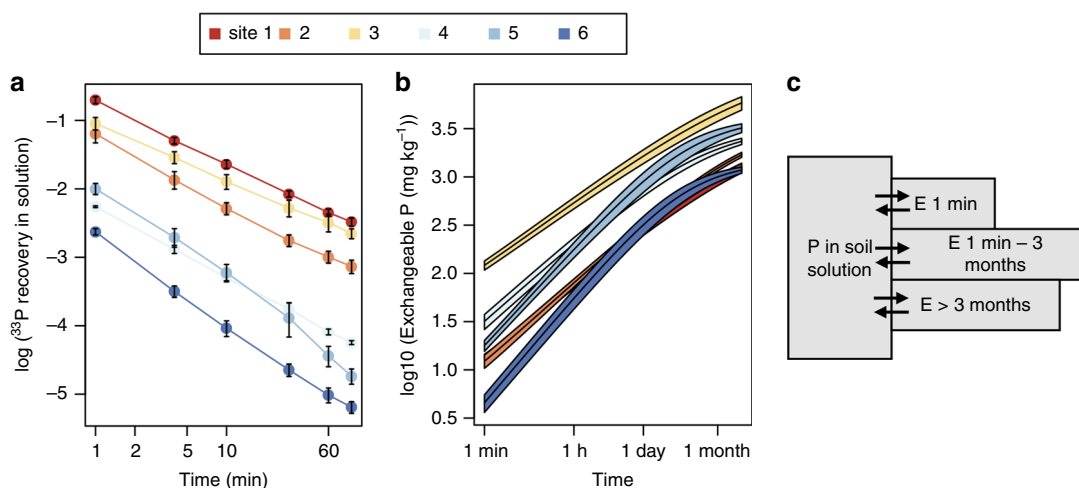 site 1 2 3 4 5 6
a
b
c
log (³³P recovery in solution)
−1
−2
−3
−4
−5
1 2 5 10 60
Time (min)
log10 (Exchangeable P (mg kg⁻¹))
3.5
3.0
2.5
2.0
1.5
1.0
0.5
1 min 1 h 1 day 1 month
Time
P in soil
solution
E 1 min
E 1 min – 3
months
E > 3 months